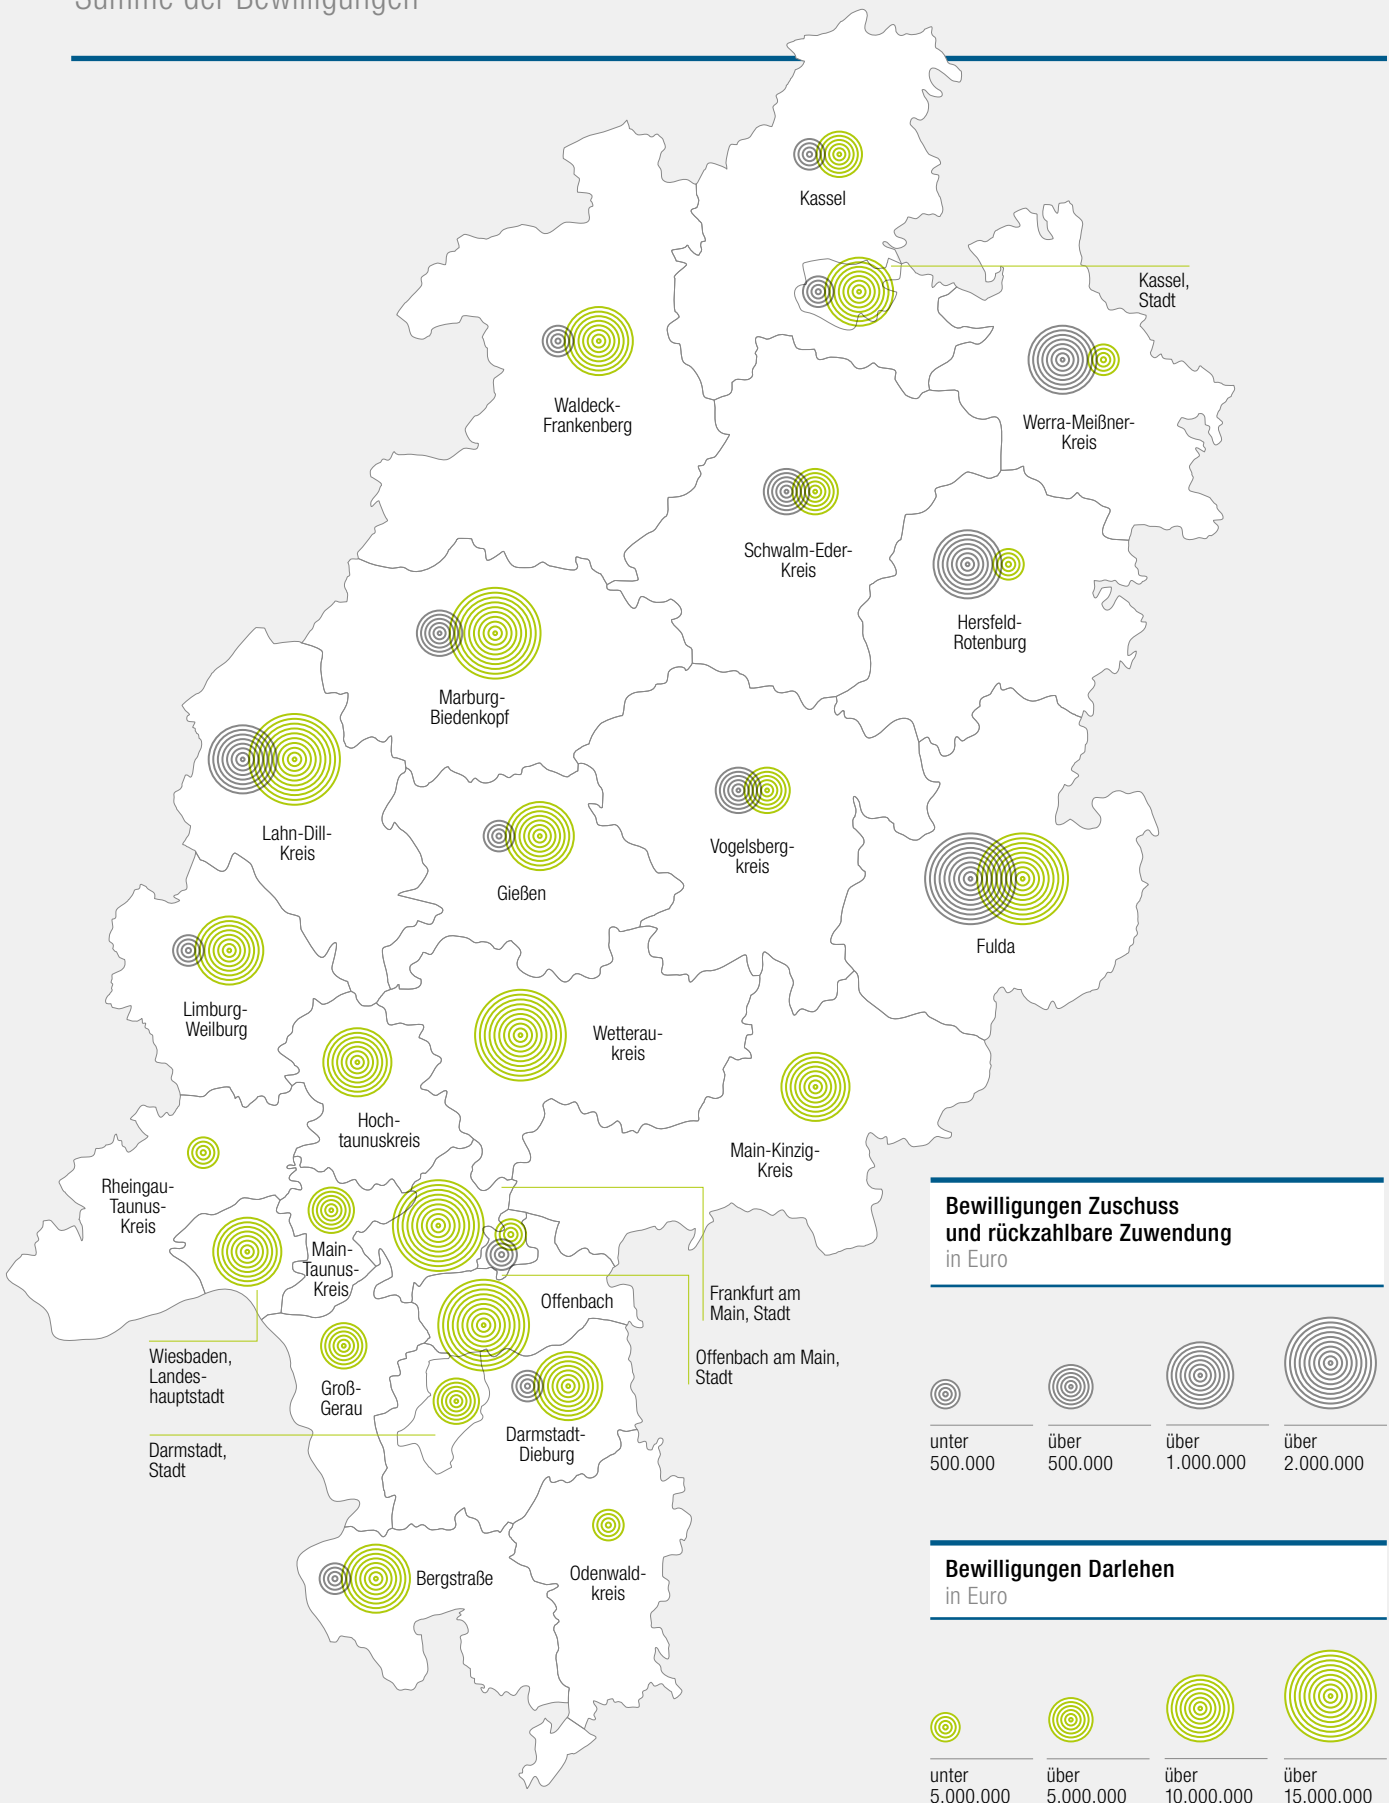 Summe der Bewilligungen
Kassel
Kassel,
Stadt
Waldeck-
Frankenberg
Werra-Meißner-
Kreis
Schwalm-Eder-
Kreis
Hersfeld-
Rotenburg
Marburg-
Biedenkopf
Lahn-Dill-
Kreis
Gießen
Vogelsberg-
kreis
Fulda
Limburg-
Weilburg
Wetterau-
kreis
Hoch-
taunuskreis
Main-Kinzig-
Kreis
Rheingau-
Taunus-
Kreis
Main-
Taunus-
Kreis
Offenbach
Frankfurt am
Main, Stadt
Offenbach am Main,
Stadt
Wiesbaden,
Landes-
hauptstadt
Groß-
Gerau
Darmstadt,
Stadt
Darmstadt-
Dieburg
Bergstraße
Odenwald-
kreis
Bewilligungen Zuschuss
und rückzahlbare Zuwendung
in Euro
unter
500.000
über
500.000
über
1.000.000
über
2.000.000
Bewilligungen Darlehen
in Euro
unter
5.000.000
über
5.000.000
über
10.000.000
über
15.000.000